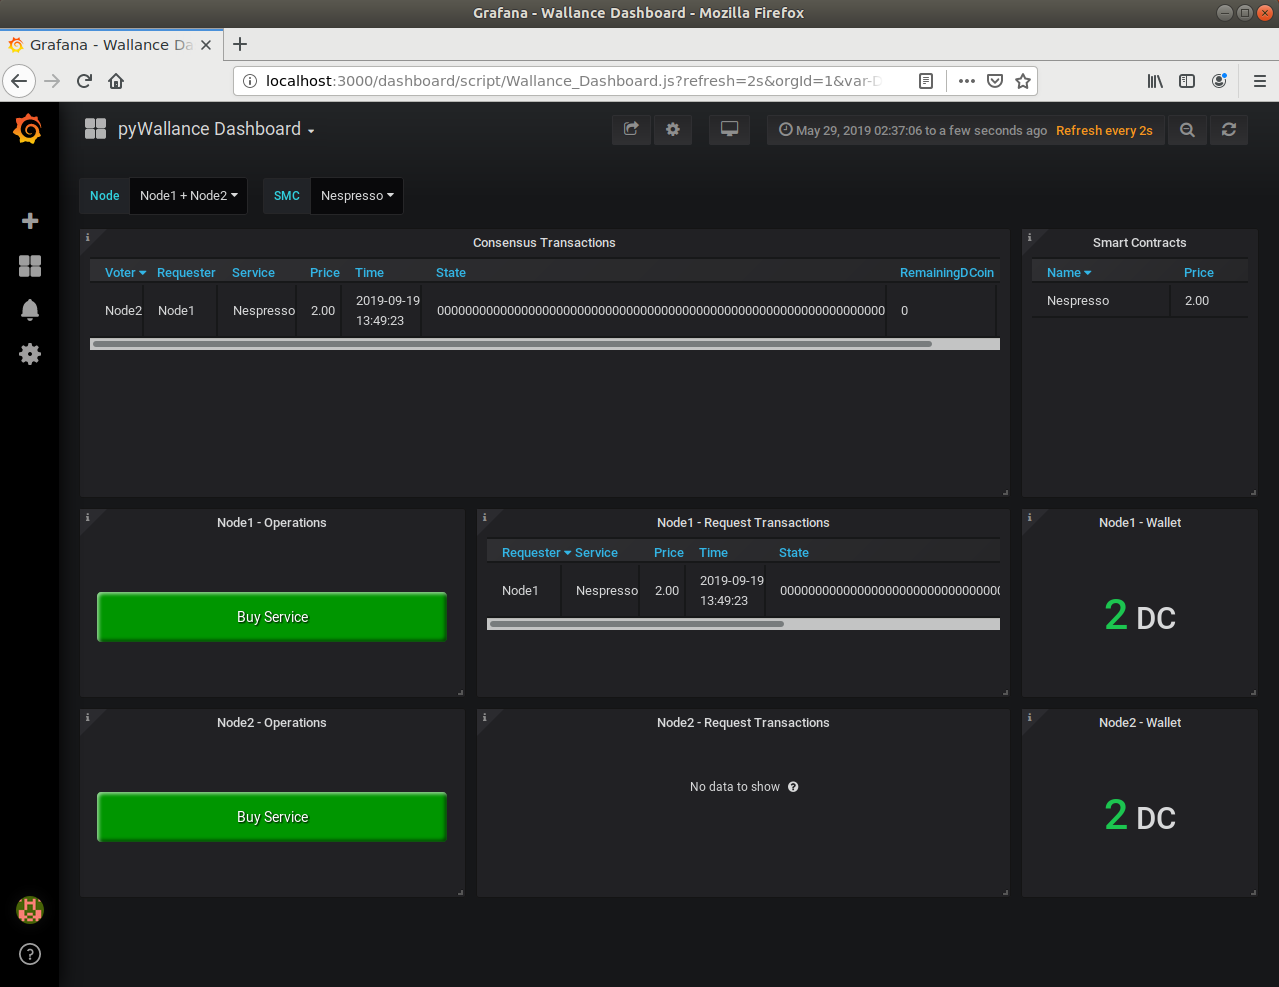 Grafana - Wallance Dashboard - Mozilla Firefox
Grafana - Wallance Da
localhost:3000/dashboard/script/Wallance_Dashboard.js?refresh=2s&orgId=1&var-D
pyWallance Dashboard
May 29, 2019 02:37:06 to a few seconds ago Refresh every 2s
Node Node1 + Node2 SMC Nespresso
Consensus Transactions
Voter Requester Service Price Time State RemainingDCoin
Node2 Node1 Nespresso 2.00 2019-09-19 13:49:23 0
Smart Contracts
Name Price
Nespresso 2.00
Node1 - Operations
Buy Service
Node1 - Request Transactions
Requester Service Price Time State
Node1 Nespresso 2.00 2019-09-19 13:49:23
Node1 - Wallet
2 DC
Node2 - Operations
Buy Service
Node2 - Request Transactions
No data to show
Node2 - Wallet
2 DC